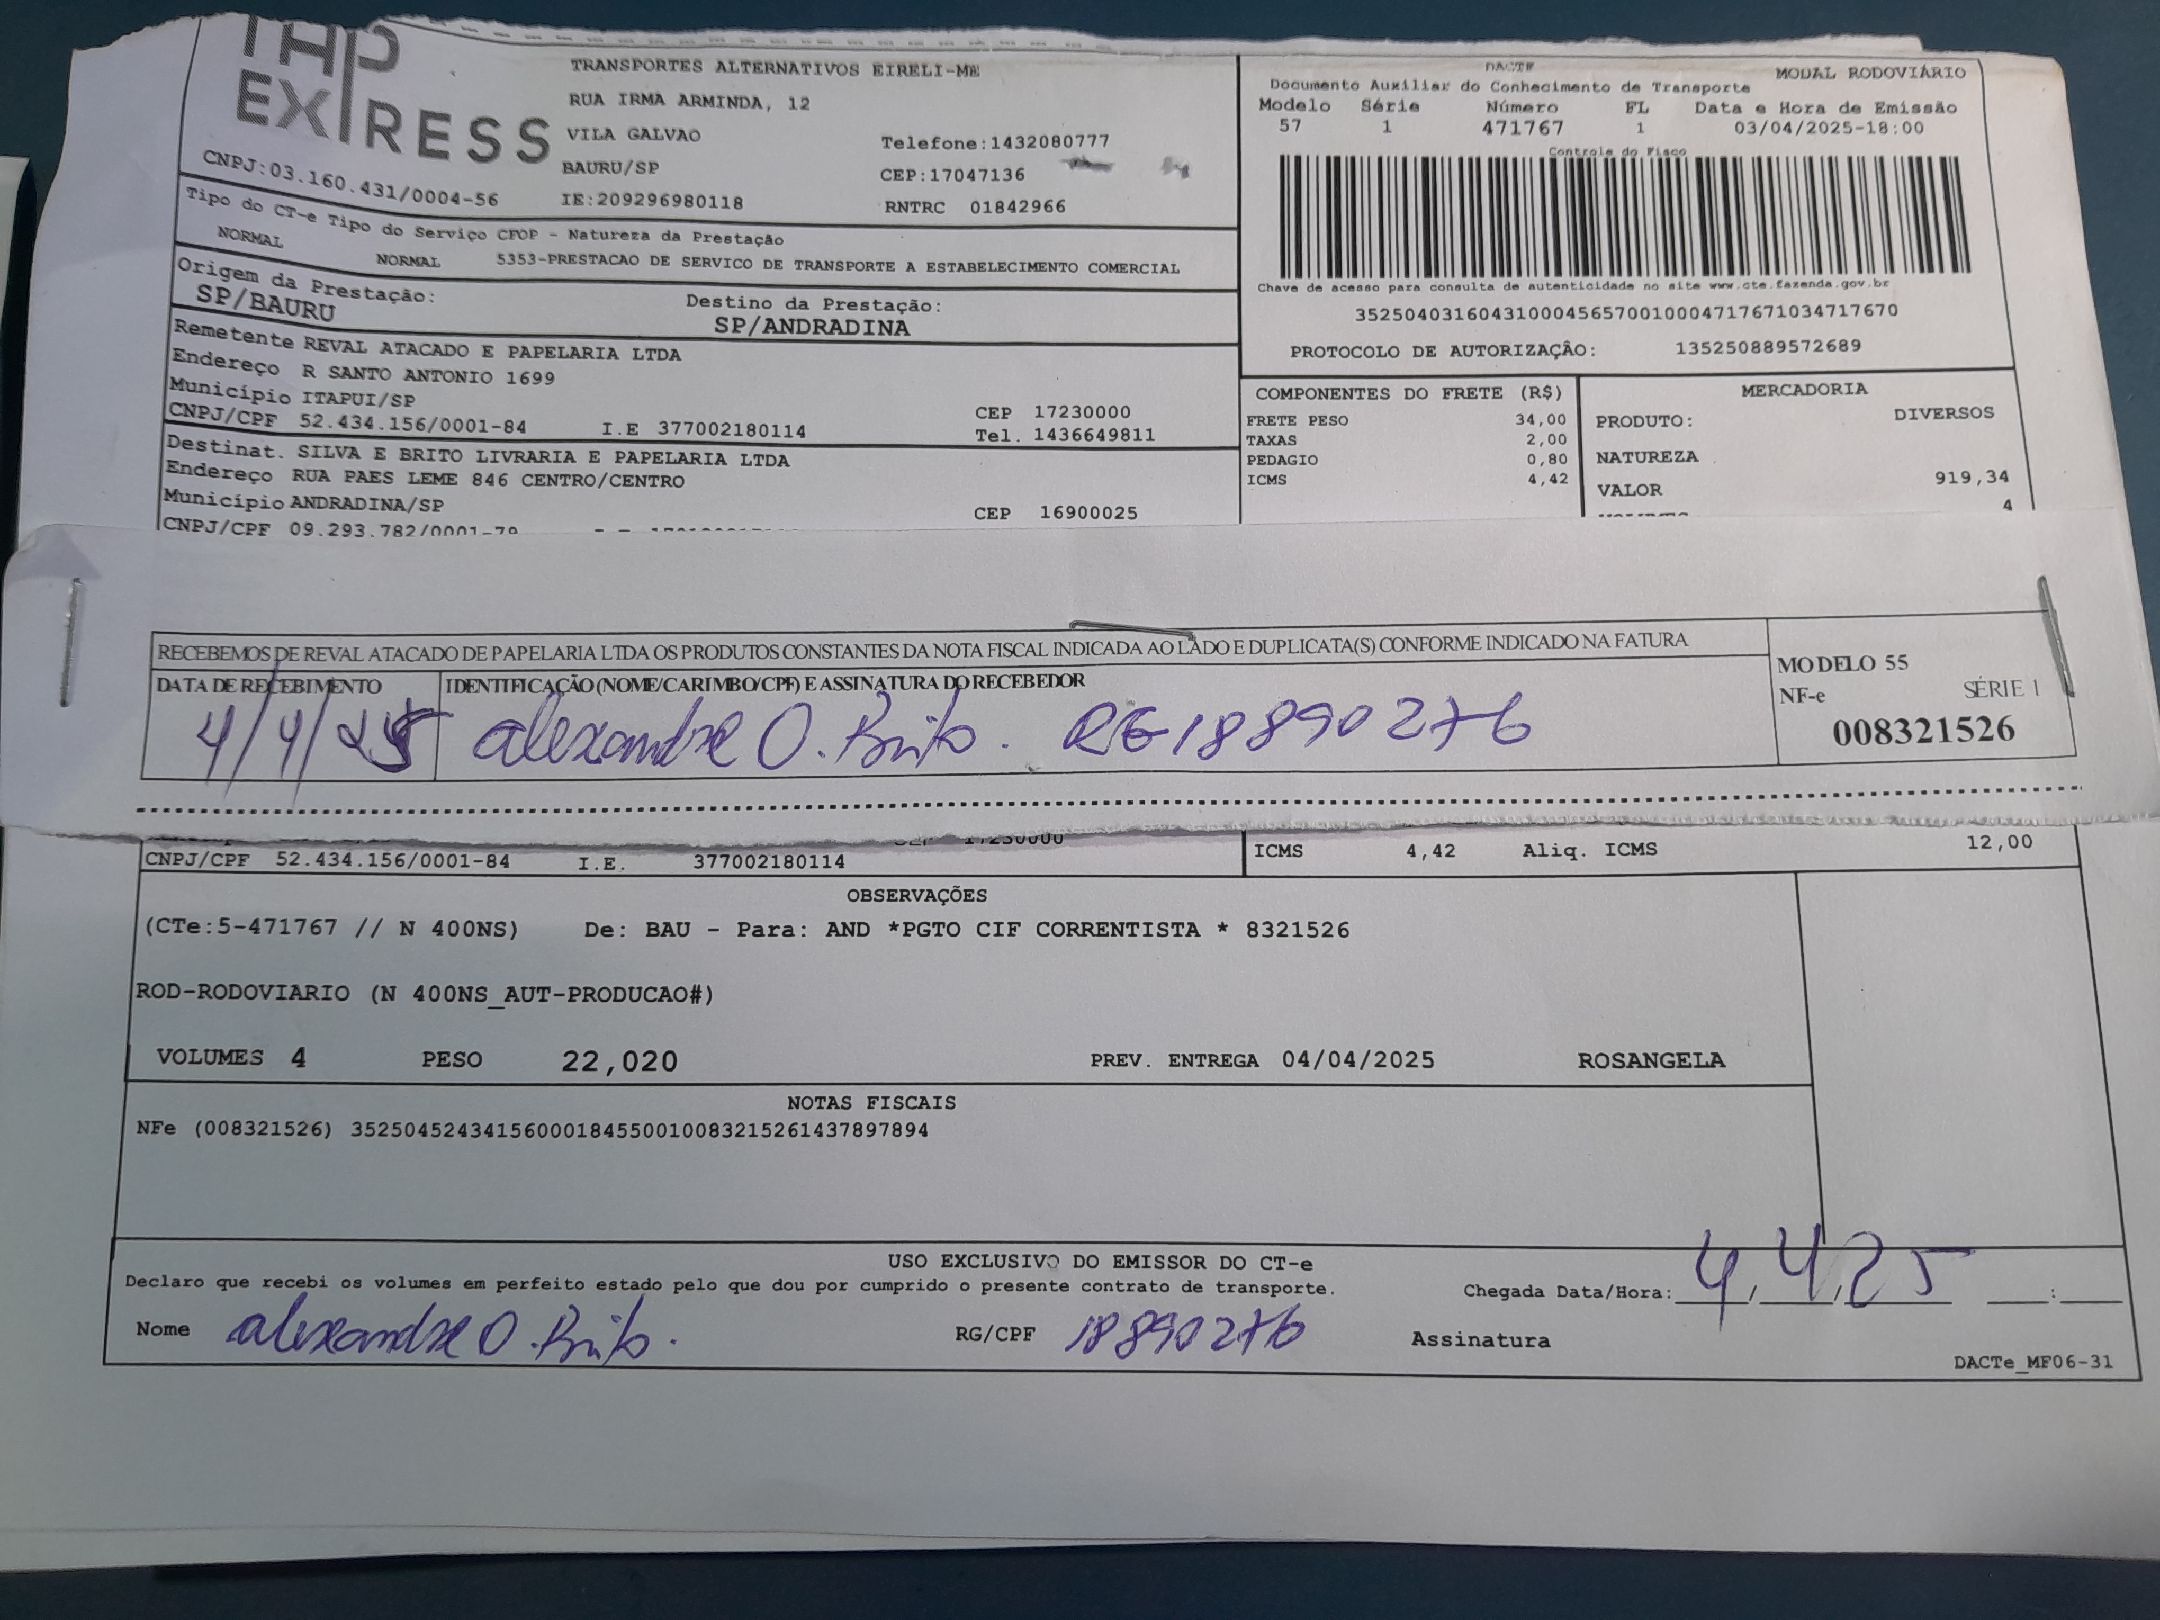 TAP
EXPRESS
TRANSPORTES ALTERNATIVOS EIRELI-ME
RUA IRMA ARMINDA, 12
VILA GALVAO
Telefone:1432080777
BAURU/SP
CEP:17047136
CNPJ:03.160.431/0004-56
IE:209296980118
RNTRC 01842966
DACTE
MODAL RODOVIÁRIO
Documento Auxiliar do Conhecimento de Transporte
Modelo Série Número FL Data e Hora de Emissão
57 1 471767 1 03/04/2025-18:00
Controle do Fisco
Chave de acesso para consulta de autenticidade no site www.cte.fazenda.gov.br
35250403160431000456570010004717671034717670
PROTOCOLO DE AUTORIZAÇÃO: 135250889572689
Tipo do CT-e Tipo do Serviço CFOP - Natureza da Prestação
NORMAL NORMAL 5353-PRESTACAO DE SERVICO DE TRANSPORTE A ESTABELECIMENTO COMERCIAL
Origem da Prestação: Destino da Prestação:
SP/BAURU SP/ANDRADINA
Remetente REVAL ATACADO E PAPELARIA LTDA
Endereço R SANTO ANTONIO 1699
Município ITAPUI/SP CEP 17230000
CNPJ/CPF 52.434.156/0001-84 I.E 377002180114 Tel. 1436649811
Destinat. SILVA E BRITO LIVRARIA E PAPELARIA LTDA
Endereço RUA PAES LEME 846 CENTRO/CENTRO
Município ANDRADINA/SP CEP 16900025
CNPJ/CPF 09.293.782/0001-79
COMPONENTES DO FRETE (R$)
FRETE PESO 34,00
TAXAS 2,00
PEDAGIO 0,80
ICMS 4,42
MERCADORIA
PRODUTO: DIVERSOS
NATUREZA
VALOR 919,34
4
RECEBEMOS DE REVAL ATACADO DE PAPELARIA LTDA OS PRODUTOS CONSTANTES DA NOTA FISCAL INDICADA AO LADO E DUPLICATA(S) CONFORME INDICADO NA FATURA
DATA DE RECEBIMENTO IDENTIFICAÇÃO (NOME/CARIMBO/CPF) E ASSINATURA DO RECEBEDOR
4/4/25 alexandre O. Brito. RG 18890276
MODELO 55
NF-e SÉRIE 1
008321526
17230000
CNPJ/CPF 52.434.156/0001-84 I.E. 377002180114
ICMS 4,42 Aliq. ICMS 12,00
OBSERVAÇÕES
(CTe:5-471767 // N 400NS) De: BAU - Para: AND *PGTO CIF CORRENTISTA * 8321526
ROD-RODOVIARIO (N 400NS_AUT-PRODUCAO#)
VOLUMES 4 PESO 22,020 PREV. ENTREGA 04/04/2025 ROSANGELA
NOTAS FISCAIS
NFe (008321526) 35250452434156000184550010083215261437897894
USO EXCLUSIVO DO EMISSOR DO CT-e
Declaro que recebi os volumes em perfeito estado pelo que dou por cumprido o presente contrato de transporte.
Chegada Data/Hora: 4/4/25 :
Nome alexandre O. Brito. RG/CPF 18890276 Assinatura
DACTe_MF06-31